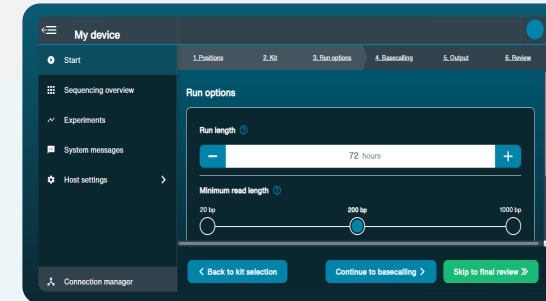 My device
Start
Sequencing overview
Experiments
System messages
Host settings
Connection manager
1. Positions 2. Kit 3. Run options 4. Basecalling 5. Output 6. Review
Run options
Run length ?
− 72 hours +
Minimum read length ?
20 bp 200 bp 1000 bp
Back to kit selection Continue to basecalling Skip to final review